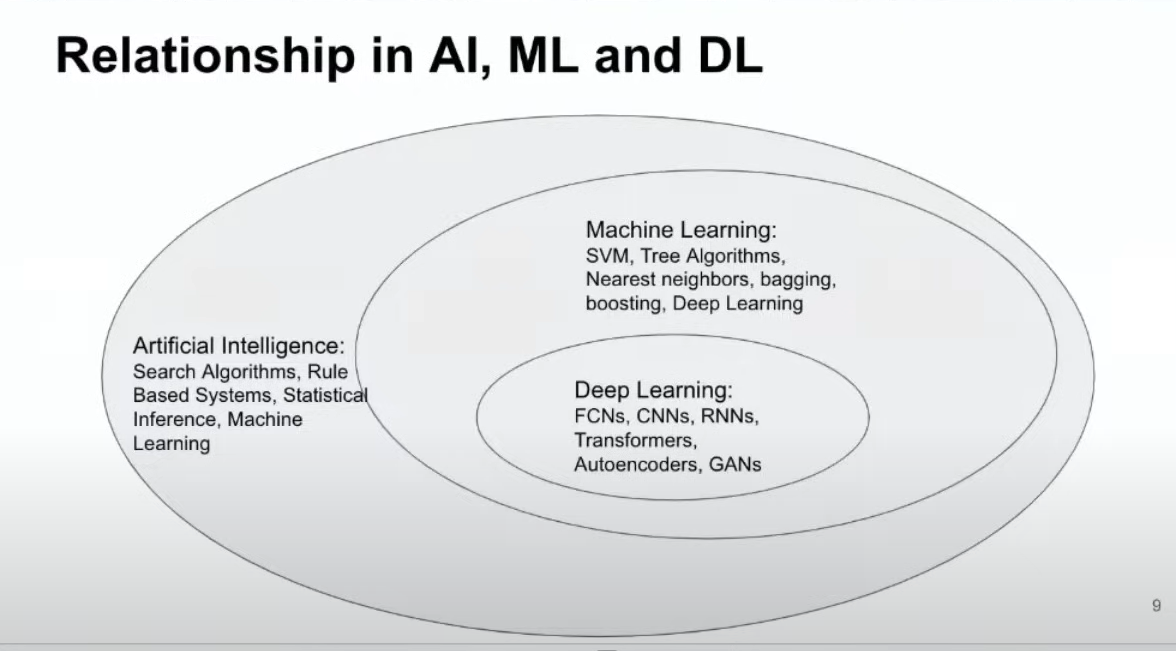 Relationship in AI, ML and DL
Machine Learning:
SVM, Tree Algorithms,
Nearest neighbors, bagging,
boosting, Deep Learning
Artificial Intelligence:
Search Algorithms, Rule
Based Systems, Statistical
Inference, Machine
Learning
Deep Learning:
FCNs, CNNs, RNNs,
Transformers,
Autoencoders, GANs
9